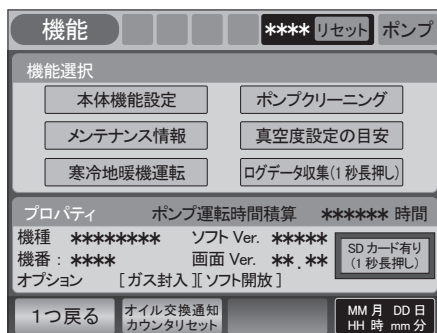 機能 **** リセット ポンプ
機能選択
本体機能設定 ポンプクリーニング
メンテナンス情報 真空度設定の目安
寒冷地暖機運転 ログデータ収集(1秒長押し)
プロパティ ポンプ運転時間積算 ****** 時間
機種 ******** ソフト Ver. *****
機番 : **** 画面 Ver. **.**
SDカード有り
(1秒長押し)
オプション [ガス封入][ソフト開放]
1つ戻る
オイル交換通知
カウンタリセット
MM 月 DD 日
HH 時 mm 分